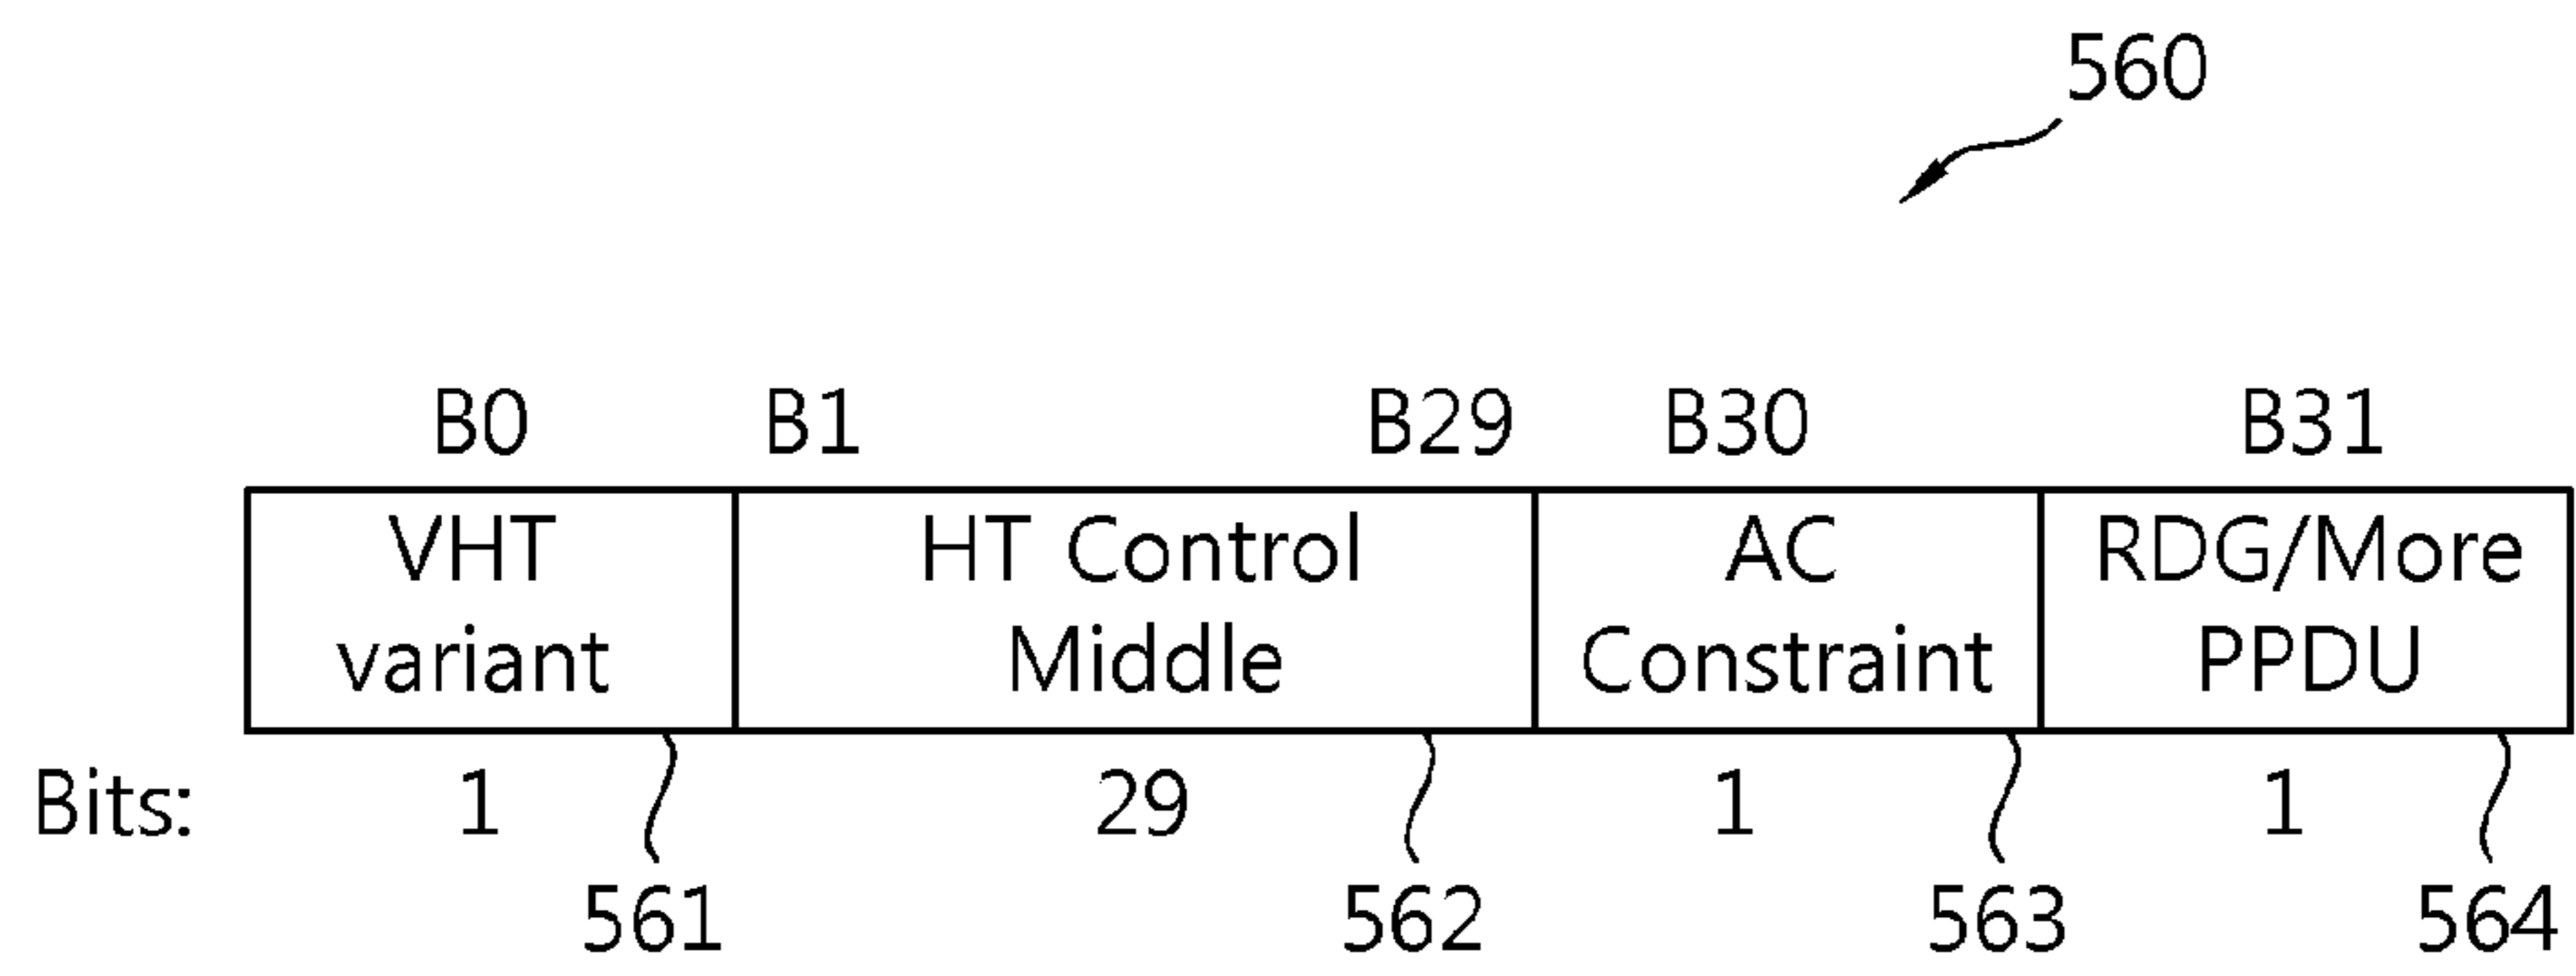 560
B0 B1 B29 B30 B31
VHT HT Control AC RDG/More
variant Middle Constraint PPDU
Bits: 1 29 1 1
561 562 563 564